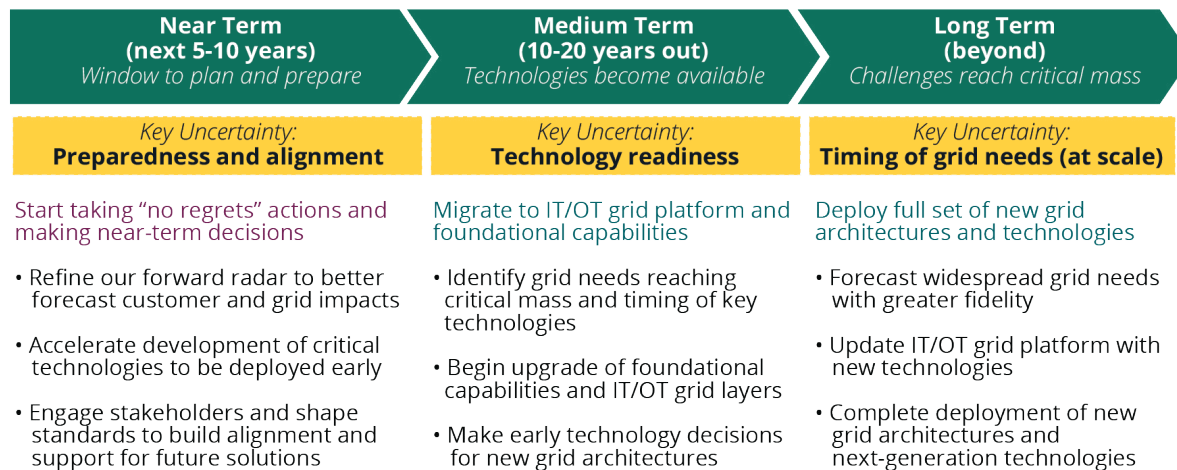 Near Term
(next 5-10 years)
Window to plan and prepare
Medium Term
(10-20 years out)
Technologies become available
Long Term
(beyond)
Challenges reach critical mass
Key Uncertainty:
Preparedness and alignment
Key Uncertainty:
Technology readiness
Key Uncertainty:
Timing of grid needs (at scale)
Start taking “no regrets” actions and
making near-term decisions
• Refine our forward radar to better
forecast customer and grid impacts
• Accelerate development of critical
technologies to be deployed early
• Engage stakeholders and shape
standards to build alignment and
support for future solutions
Migrate to IT/OT grid platform and
foundational capabilities
• Identify grid needs reaching
critical mass and timing of key
technologies
• Begin upgrade of foundational
capabilities and IT/OT grid layers
• Make early technology decisions
for new grid architectures
Deploy full set of new grid
architectures and technologies
• Forecast widespread grid needs
with greater fidelity
• Update IT/OT grid platform with
new technologies
• Complete deployment of new
grid architectures and
next-generation technologies